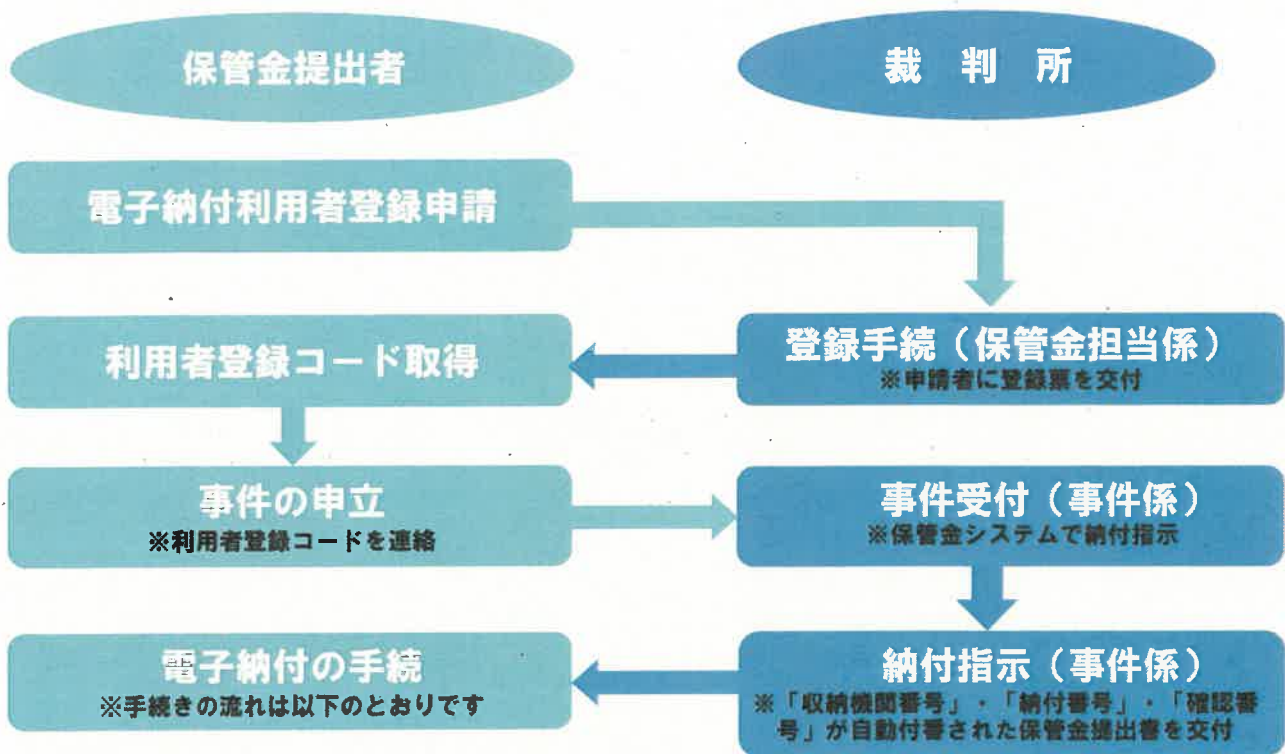 保管金提出者
裁判所
電子納付利用者登録申請
登録手続（保管金担当係）
※申請者に登録票を交付
利用者登録コード取得
事件の申立
※利用者登録コードを連絡
事件受付（事件係）
※保管金システムで納付指示
納付指示（事件係）
※「収納機関番号」・「納付番号」・「確認番
号」が自動付番された保管金提出書を交付
電子納付の手続
※手続きの流れは以下のとおりです